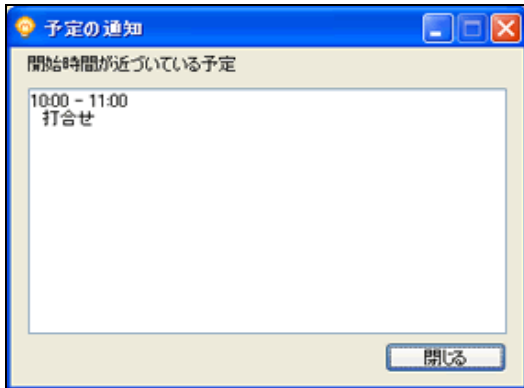 予定の通知
開始時間が近づいている予定
10:00 - 11:00
打合せ
閉じる